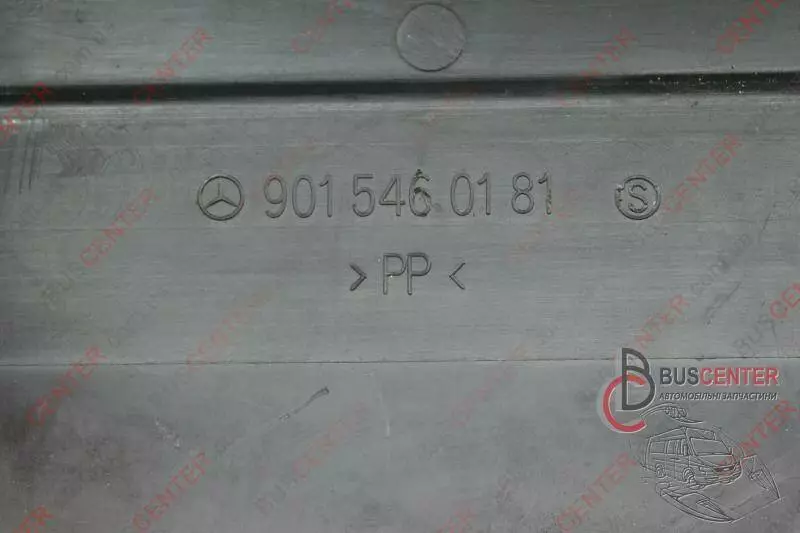 901 546 01 81 S
>PP<
BUSCENTER
АВТОМОБІЛЬНІ ЗАПЧАСТИНИ